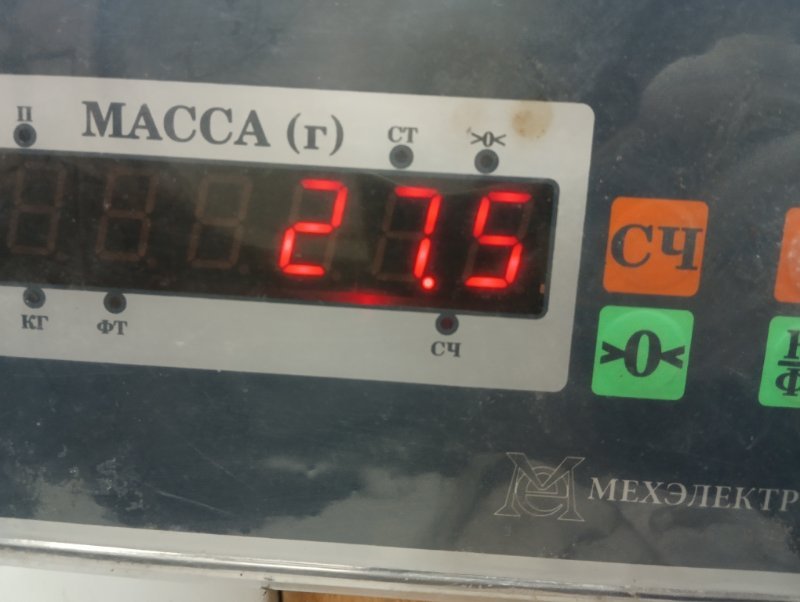 П
МАССА (г)
СТ
>0<
27.5
КГ
ФТ
СЧ
СЧ
>0<
МЕХЭЛЕКТР